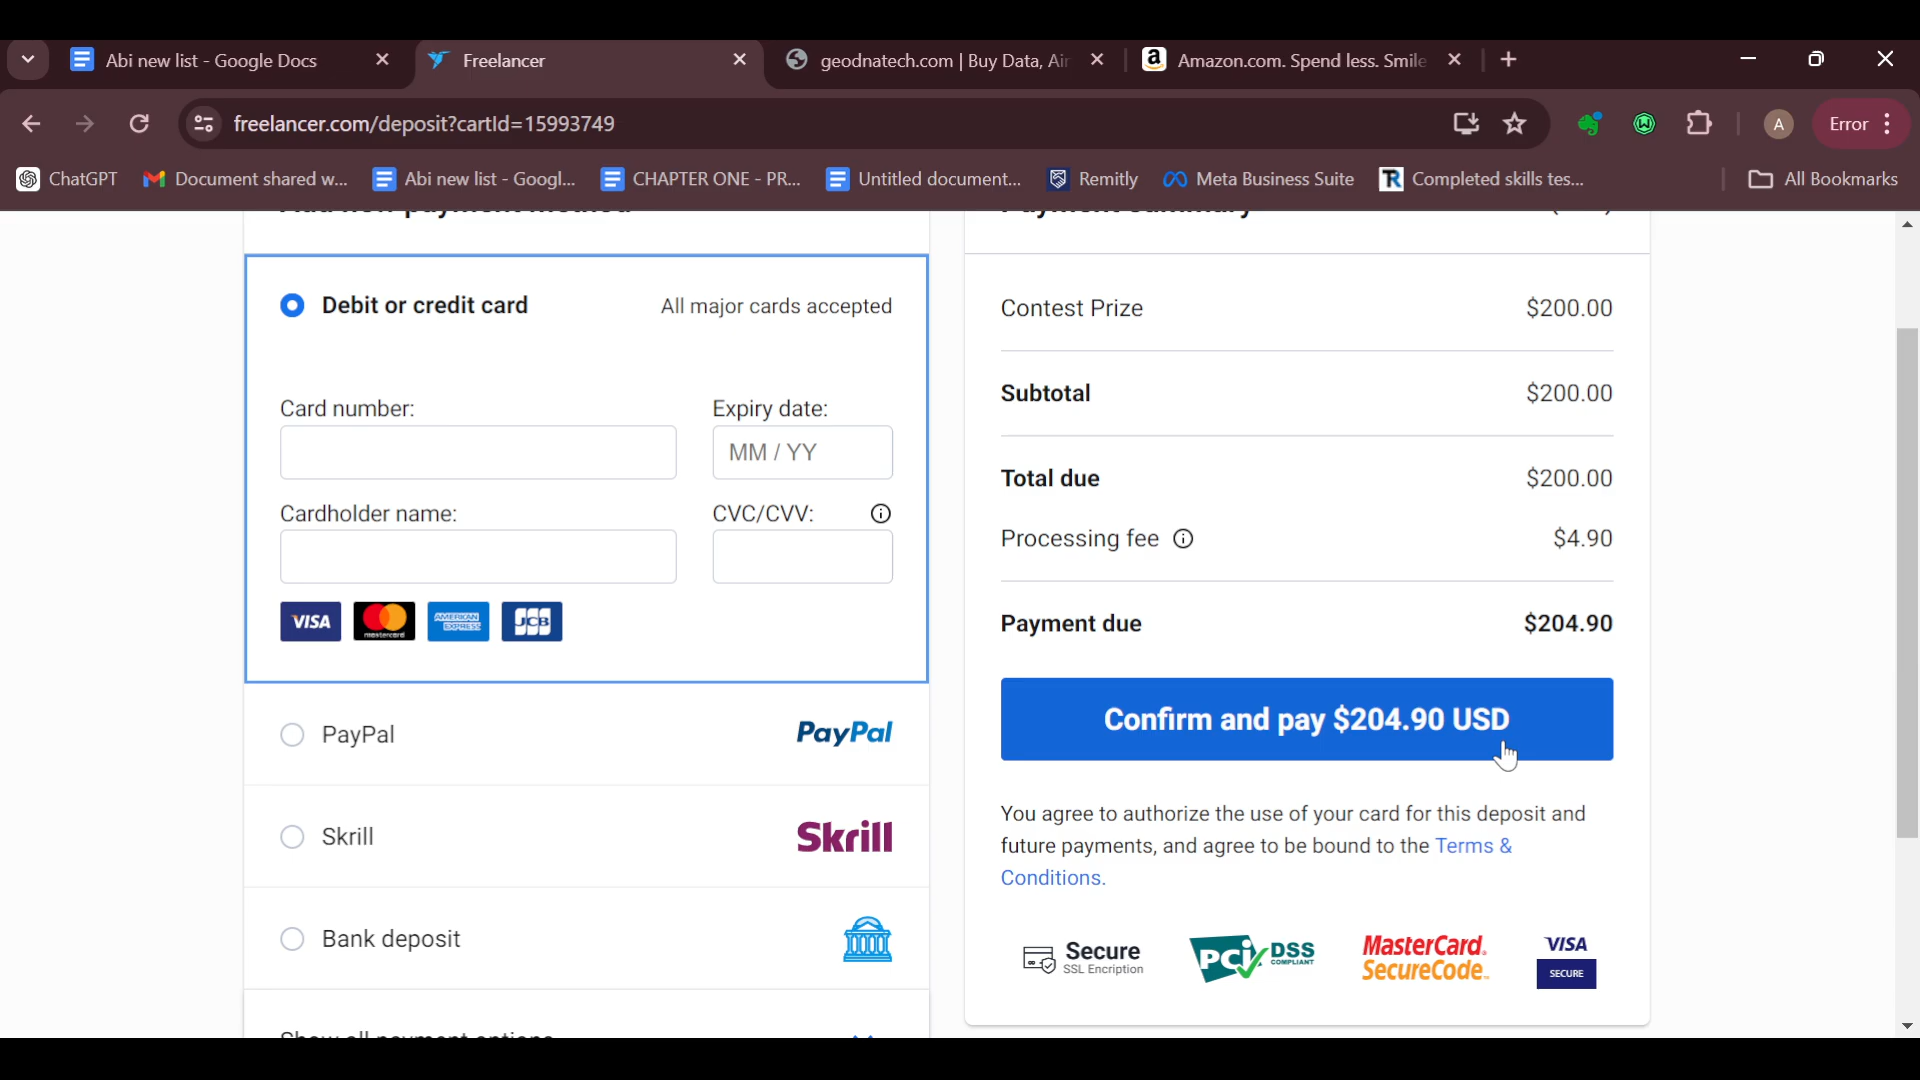 Abi new list - Google Docs
Freelancer
geodnatech.com | Buy Data, Air
Amazon.com. Spend less. Smile
freelancer.com/deposit?cartId=15993749
A
Error
ChatGPT
Document shared w...
Abi new list - Googl...
CHAPTER ONE - PR...
Untitled document...
Remitly
Meta Business Suite
TR
Completed skills tes...
All Bookmarks
Debit or credit card
All major cards accepted
Card number:
Expiry date:
MM / YY
Cardholder name:
CVC/CVV:
VISA
mastercard
AMERICAN EXPRESS
JCB
PayPal
PayPal
Skrill
Skrill
Bank deposit
Contest Prize
$200.00
Subtotal
$200.00
Total due
$200.00
Processing fee
$4.90
Payment due
$204.90
Confirm and pay $204.90 USD
You agree to authorize the use of your card for this deposit and
future payments, and agree to be bound to the Terms &
Conditions.
Secure
SSL Encription
PCI DSS
COMPLIANT
MasterCard.
SecureCode.
VISA
SECURE